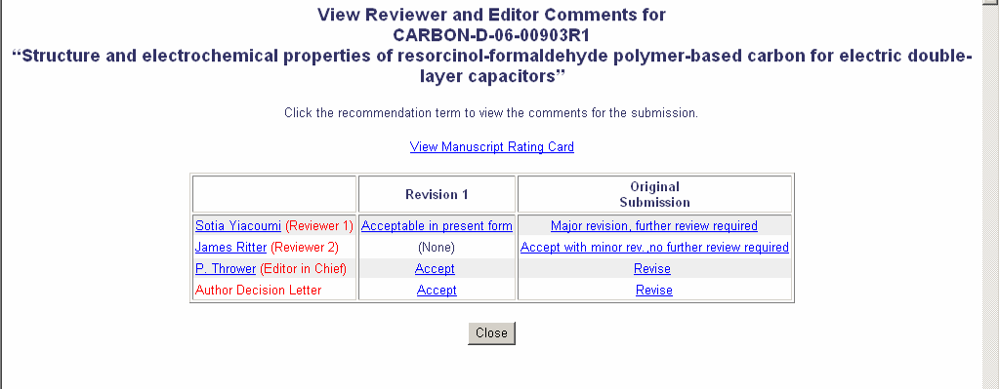 View Reviewer and Editor Comments for
CARBON-D-06-00903R1
“Structure and electrochemical properties of resorcinol-formaldehyde polymer-based carbon for electric double-
layer capacitors”
Click the recommendation term to view the comments for the submission.
View Manuscript Rating Card
Revision 1
Original
Submission
Sotia Yiacoumi (Reviewer 1) Acceptable in present form Major revision, further review required
James Ritter (Reviewer 2) (None) Accept with minor rev.,no further review required
P. Thrower (Editor in Chief) Accept Revise
Author Decision Letter Accept Revise
Close